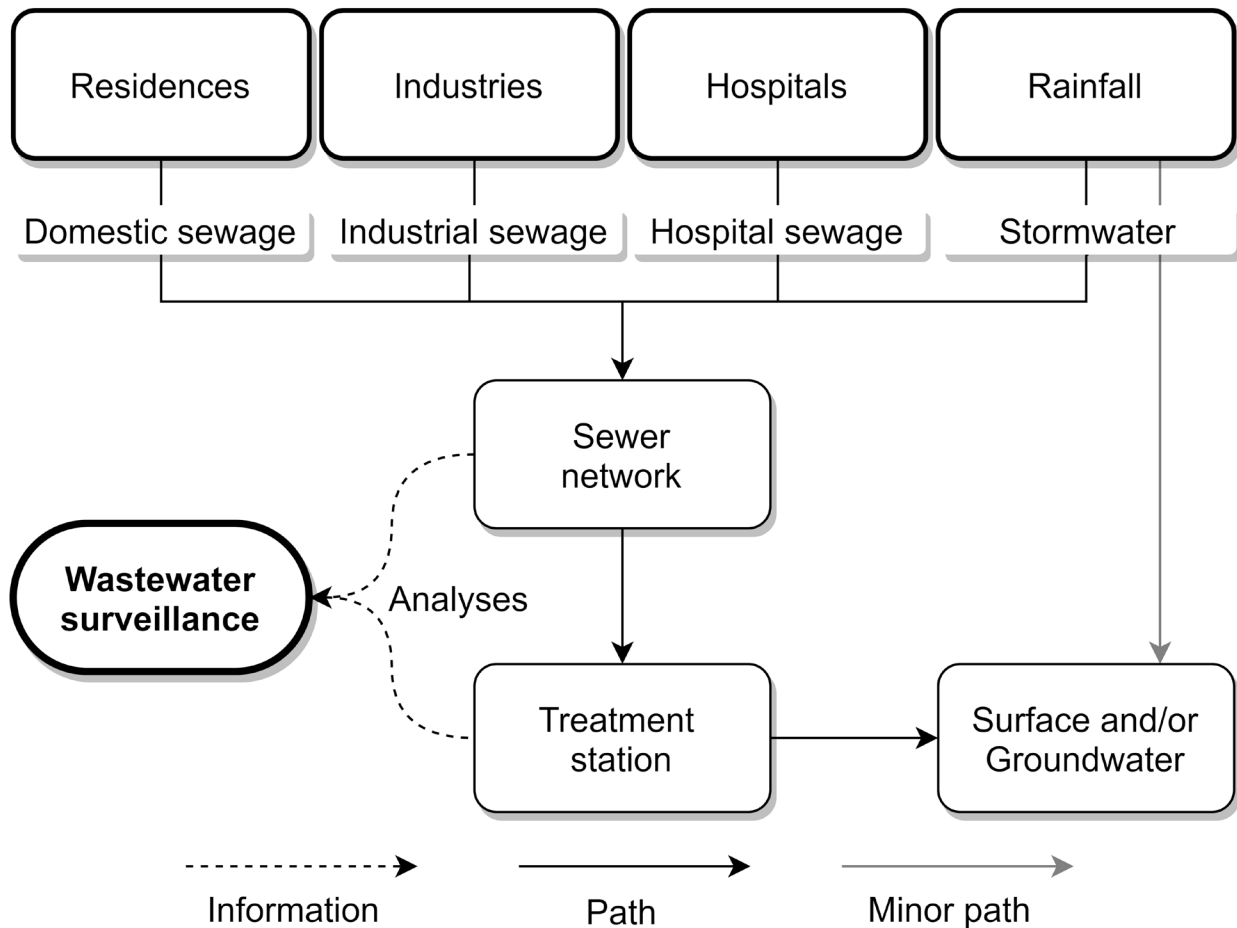 Residences
Industries
Hospitals
Rainfall
Domestic sewage
Industrial sewage
Hospital sewage
Stormwater
Sewer
network
Wastewater
surveillance
Analyses
Treatment
station
Surface and/or
Groundwater
Information
Path
Minor path